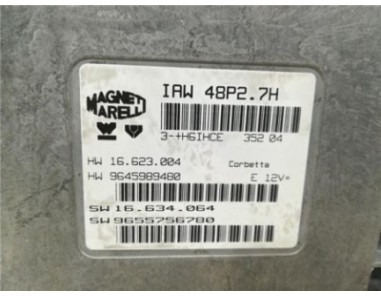 MAGNETI
MARELLI
IAW 48P2.7H
3-+H6IHCE 352 04
HW 16.623.004 Corbetta
HW 9645989480 E 12V=
SW 16.634.064
SW 9655756780